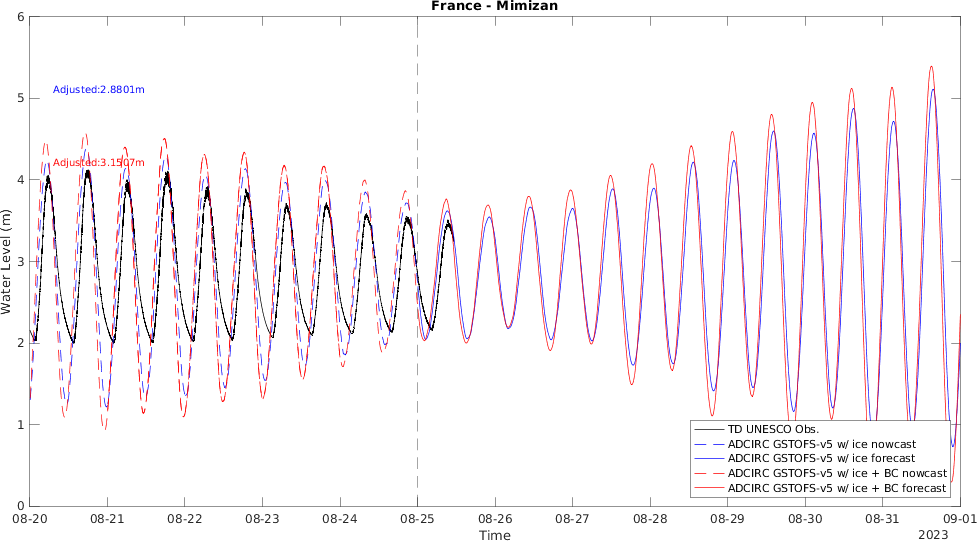 France - Mimizan
6
5
4
3
2
1
0
Water Level (m)
Adjusted:2.8801m
Adjusted:3.1507m
TD UNESCO Obs.
ADCIRC GSTOFS-v5 w/ ice nowcast
ADCIRC GSTOFS-v5 w/ ice forecast
ADCIRC GSTOFS-v5 w/ ice + BC nowcast
ADCIRC GSTOFS-v5 w/ ice + BC forecast
08-20 08-21 08-22 08-23 08-24 08-25 08-26 08-27 08-28 08-29 08-30 08-31 09-01
Time
2023